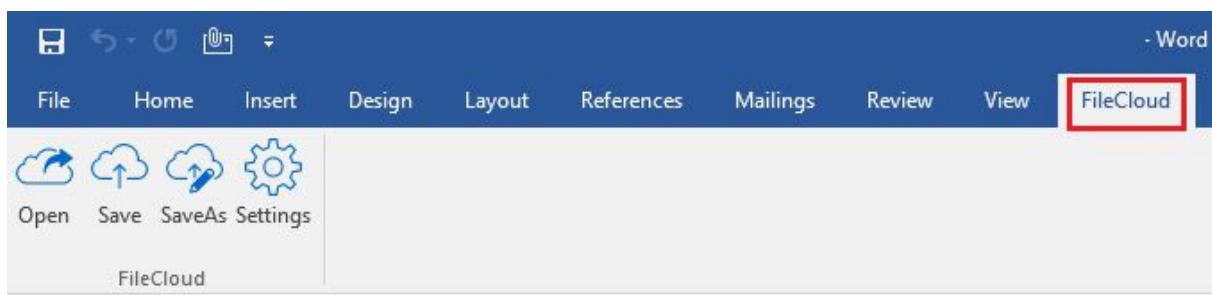 - Word
File Home Insert Design Layout References Mailings Review View FileCloud
Open Save SaveAs Settings
FileCloud